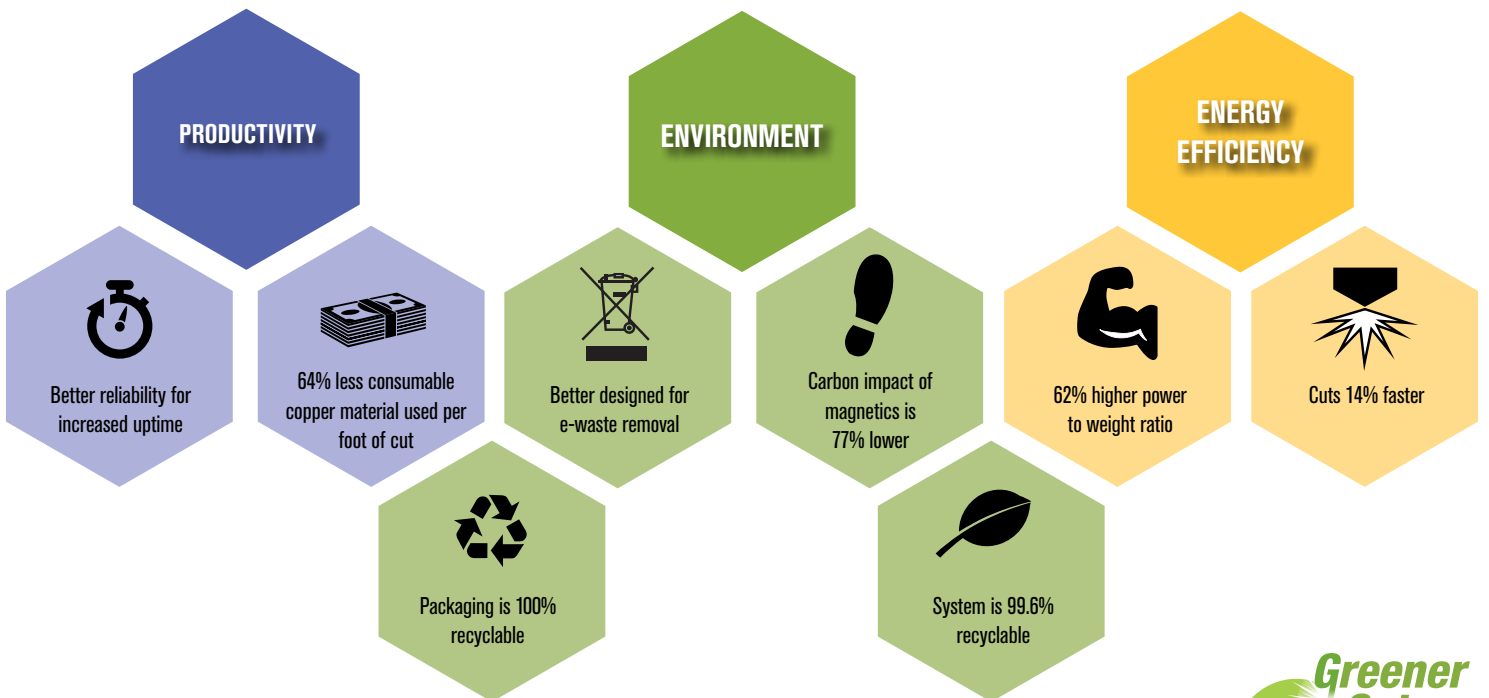 PRODUCTIVITY
ENVIRONMENT
ENERGY
EFFICIENCY
Better reliability for
increased uptime
64% less consumable
copper material used per
foot of cut
Better designed for
e-waste removal
Carbon impact of
magnetics is
77% lower
62% higher power
to weight ratio
Cuts 14% faster
Packaging is 100%
recyclable
System is 99.6%
recyclable
Greener